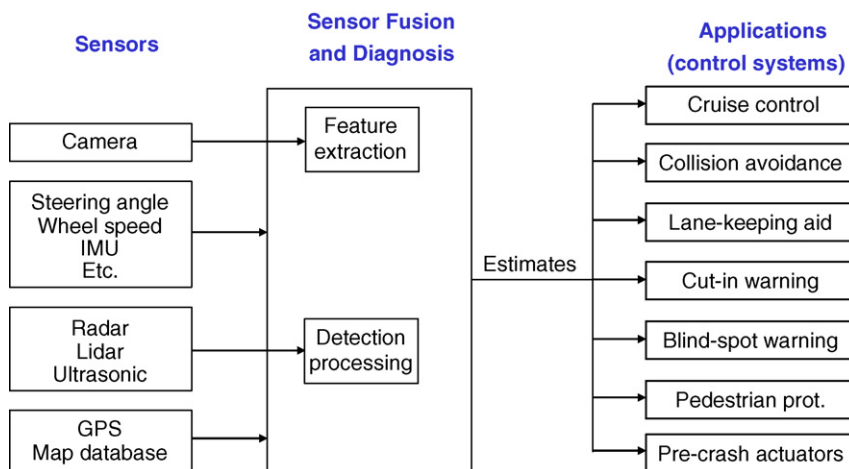 Sensors
Sensor Fusion
and Diagnosis
Applications
(control systems)
Camera
Steering angle
Wheel speed
IMU
Etc.
Radar
Lidar
Ultrasonic
GPS
Map database
Feature
extraction
Detection
processing
Estimates
Cruise control
Collision avoidance
Lane-keeping aid
Cut-in warning
Blind-spot warning
Pedestrian prot.
Pre-crash actuators